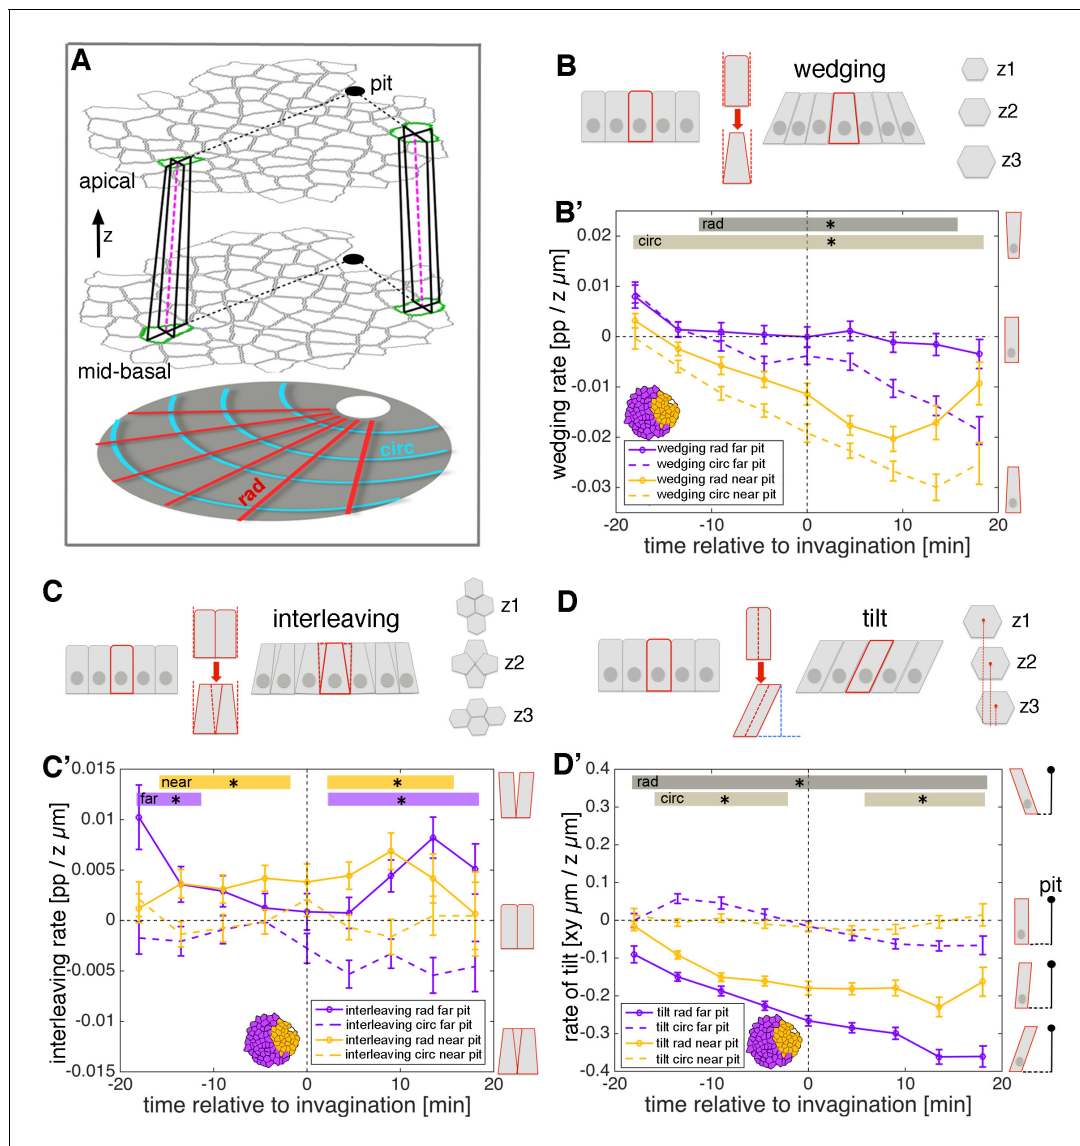 A
pit
apical
z
mid-basal
circ
rad
B
wedging
z1
z2
z3
B'
rad *
circ *
0.02
0.01
0
-0.01
-0.02
-0.03
wedging rate [pp / z µm]
wedging rad far pit
wedging circ far pit
wedging rad near pit
wedging circ near pit
-20 -10 0 10 20
time relative to invagination [min]
C
interleaving
z1
z2
z3
C'
near * *
far * *
0.015
0.01
0.005
0
-0.005
-0.01
-0.015
interleaving rate [pp / z µm]
interleaving rad far pit
interleaving circ far pit
interleaving rad near pit
interleaving circ near pit
-20 -10 0 10 20
time relative to invagination [min]
D
tilt
z1
z2
z3
D'
rad *
circ * *
0.4
0.3
0.2
0.1
0
-0.1
-0.2
-0.3
-0.4
rate of tilt [xy µm / z µm]
pit
tilt rad far pit
tilt circ far pit
tilt rad near pit
tilt circ near pit
-20 -10 0 10 20
time relative to invagination [min]